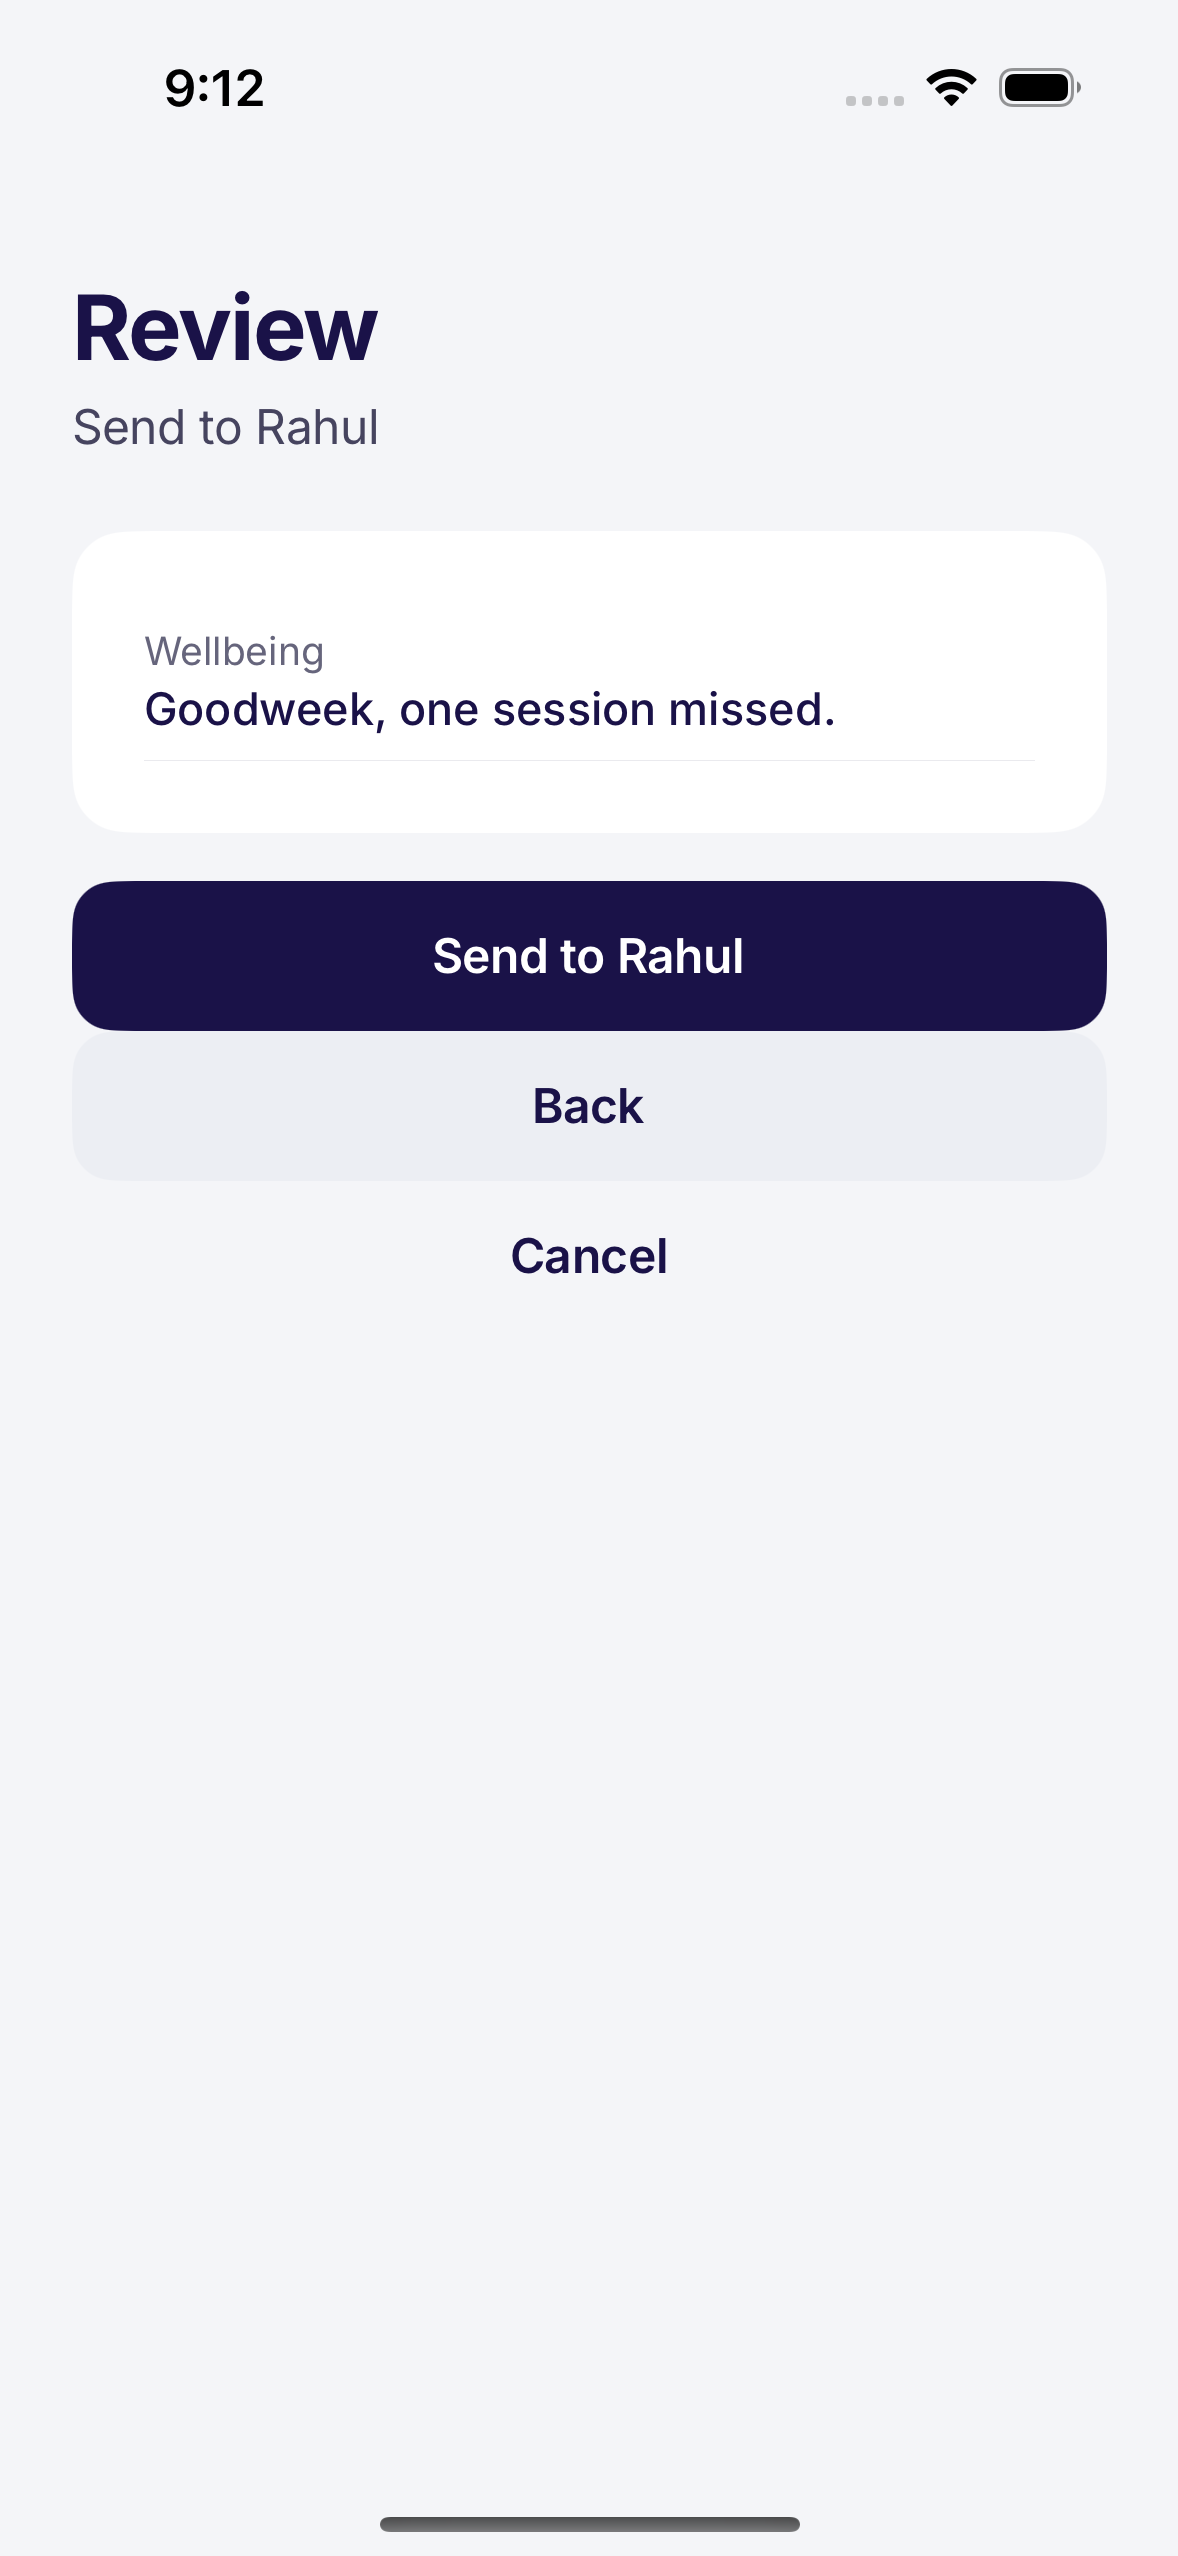 9:12
Review
Send to Rahul
Wellbeing
Goodweek, one session missed.
Send to Rahul
Back
Cancel